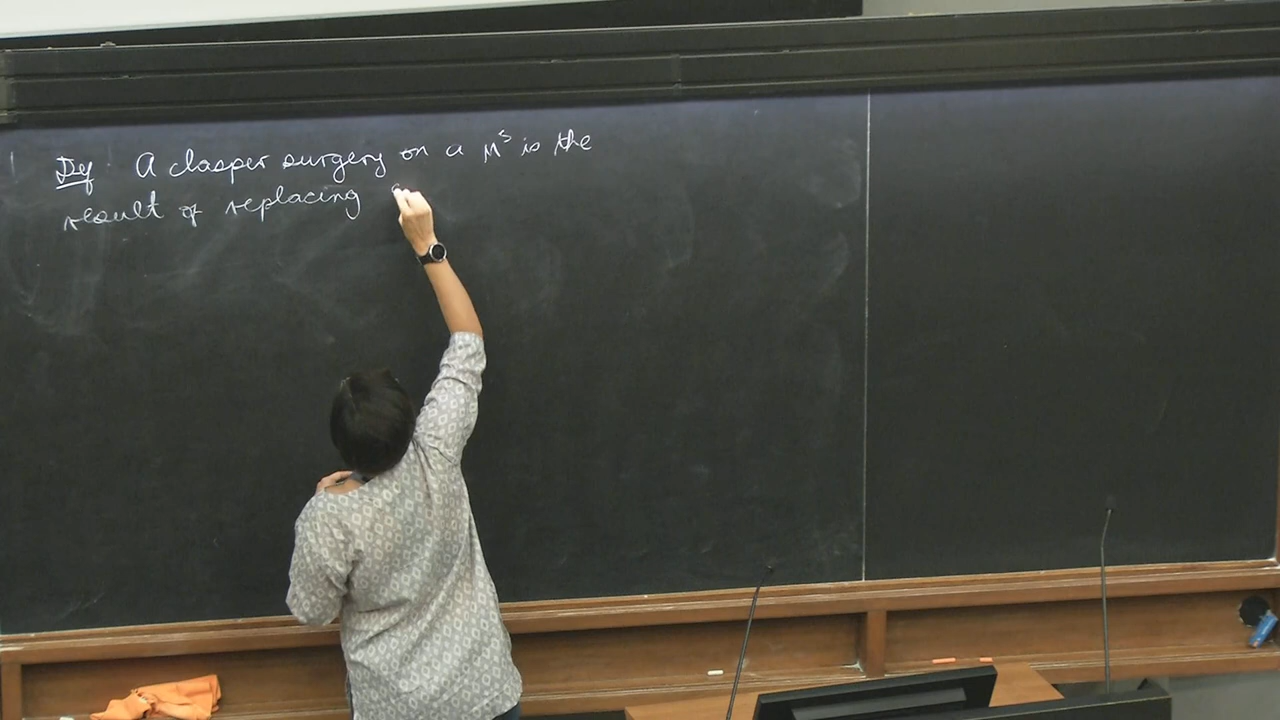 Def A clasper surgery on a M³ is the
result of replacing